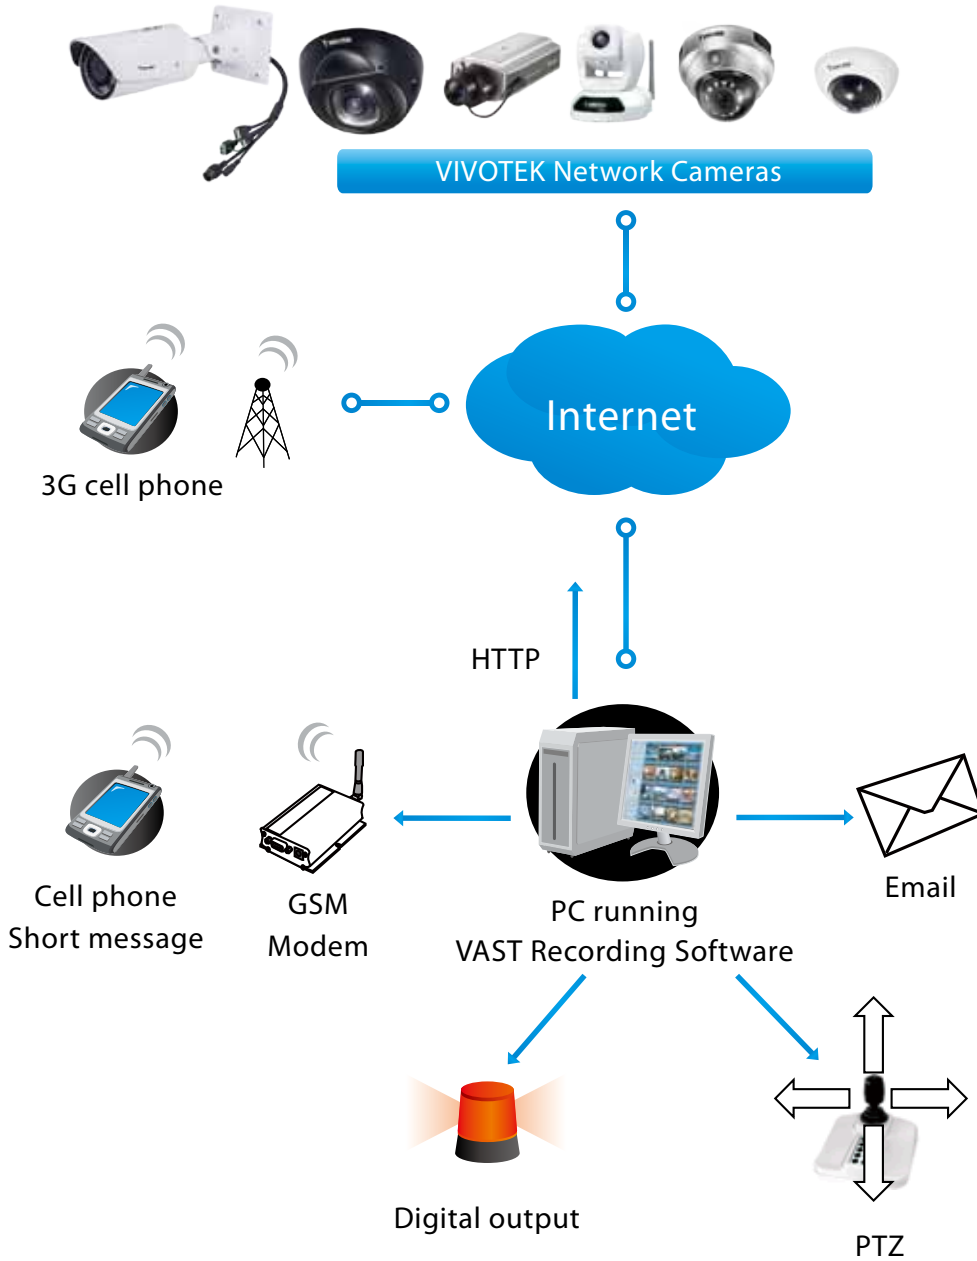 VIVOTEK Network Cameras
Internet
3G cell phone
HTTP
Cell phone
Short message
GSM
Modem
PC running
VAST Recording Software
Email
Digital output
PTZ